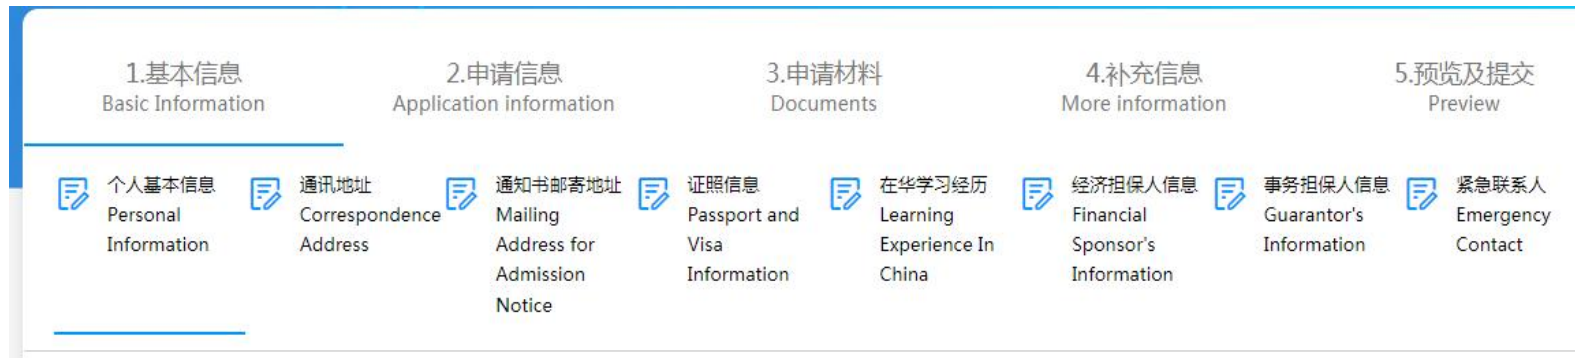 1.基本信息
Basic Information
2.申请信息
Application information
3.申请材料
Documents
4.补充信息
More information
5.预览及提交
Preview
个人基本信息
Personal
Information
通讯地址
Correspondence
Address
通知书邮寄地址
Mailing
Address for
Admission
Notice
证照信息
Passport and
Visa
Information
在华学习经历
Learning
Experience In
China
经济担保人信息
Financial
Sponsor's
Information
事务担保人信息
Guarantor's
Information
紧急联系人
Emergency
Contact